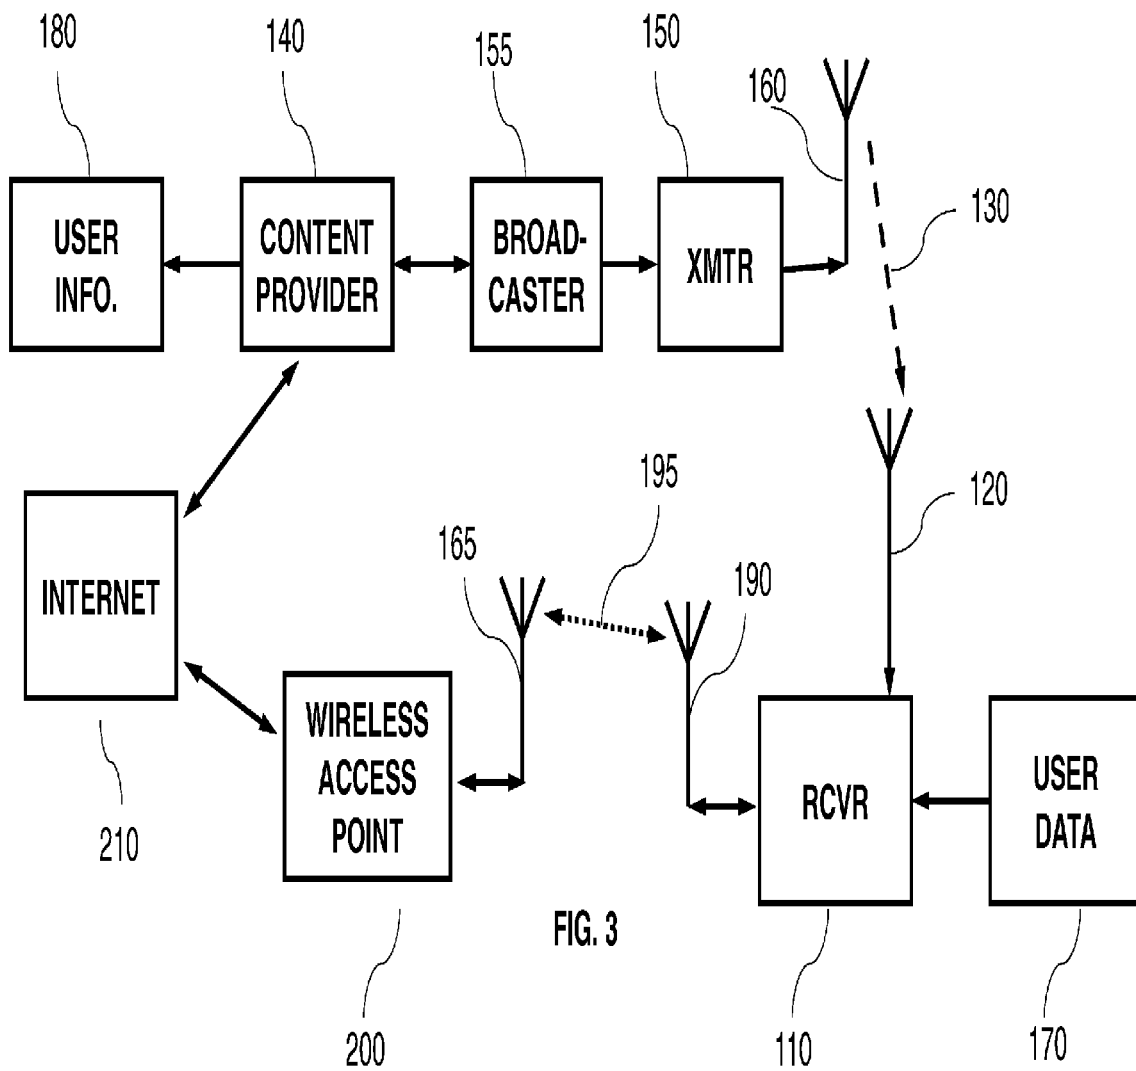 180
140
155
150
160
USER
INFO.
CONTENT
PROVIDER
BROAD-
CASTER
XMTR
130
120
195
165
190
INTERNET
WIRELESS
ACCESS
POINT
RCVR
USER
DATA
210
FIG. 3
200
110
170